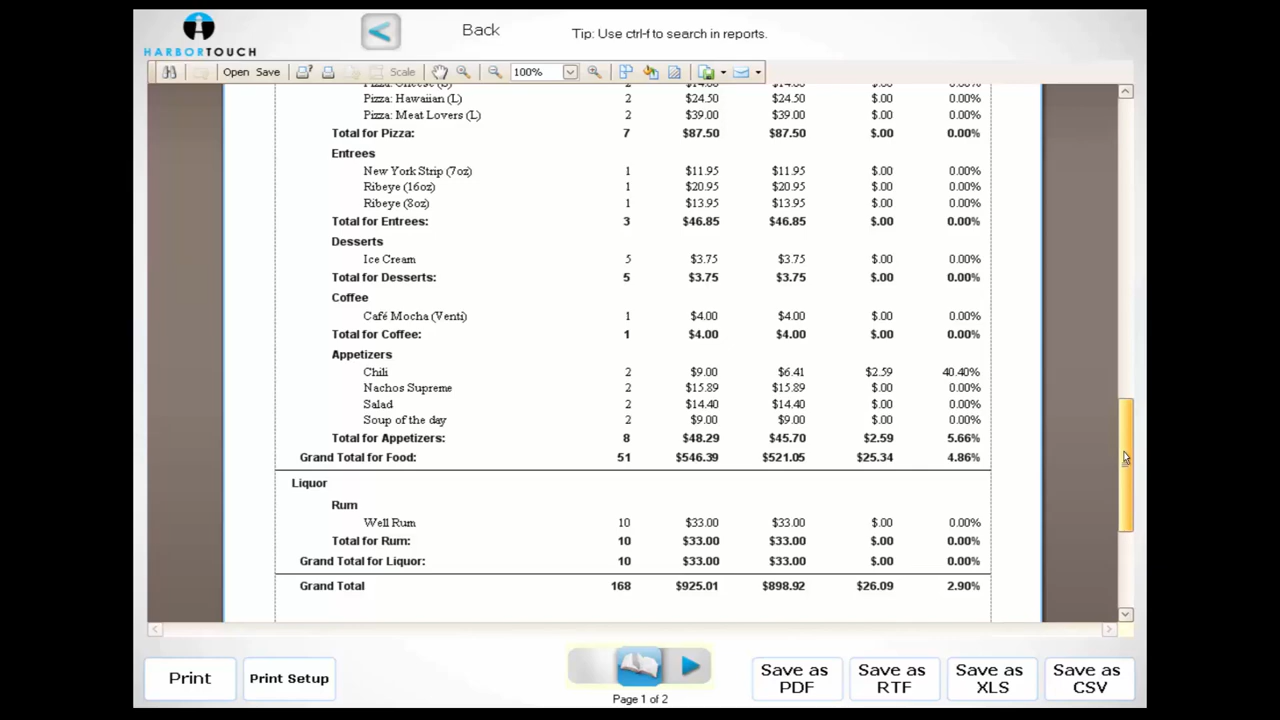 HARBORTOUCH
Back
Tip: Use ctrl-f to search in reports.
Open Save Scale 100%
Pizza: Hawaiian (L) 2 $24.50 $24.50 $.00 0.00%
Pizza: Meat Lovers (L) 2 $39.00 $39.00 $.00 0.00%
Total for Pizza: 7 $87.50 $87.50 $.00 0.00%
Entrees
New York Strip (7oz) 1 $11.95 $11.95 $.00 0.00%
Ribeye (16oz) 1 $20.95 $20.95 $.00 0.00%
Ribeye (8oz) 1 $13.95 $13.95 $.00 0.00%
Total for Entrees: 3 $46.85 $46.85 $.00 0.00%
Desserts
Ice Cream 5 $3.75 $3.75 $.00 0.00%
Total for Desserts: 5 $3.75 $3.75 $.00 0.00%
Coffee
Café Mocha (Venti) 1 $4.00 $4.00 $.00 0.00%
Total for Coffee: 1 $4.00 $4.00 $.00 0.00%
Appetizers
Chili 2 $9.00 $6.41 $2.59 40.40%
Nachos Supreme 2 $15.89 $15.89 $.00 0.00%
Salad 2 $14.40 $14.40 $.00 0.00%
Soup of the day 2 $9.00 $9.00 $.00 0.00%
Total for Appetizers: 8 $48.29 $45.70 $2.59 5.66%
Grand Total for Food: 51 $546.39 $521.05 $25.34 4.86%
Liquor
Rum
Well Rum 10 $33.00 $33.00 $.00 0.00%
Total for Rum: 10 $33.00 $33.00 $.00 0.00%
Grand Total for Liquor: 10 $33.00 $33.00 $.00 0.00%
Grand Total 168 $925.01 $898.92 $26.09 2.90%
Print
Print Setup
Page 1 of 2
Save as PDF
Save as RTF
Save as XLS
Save as CSV